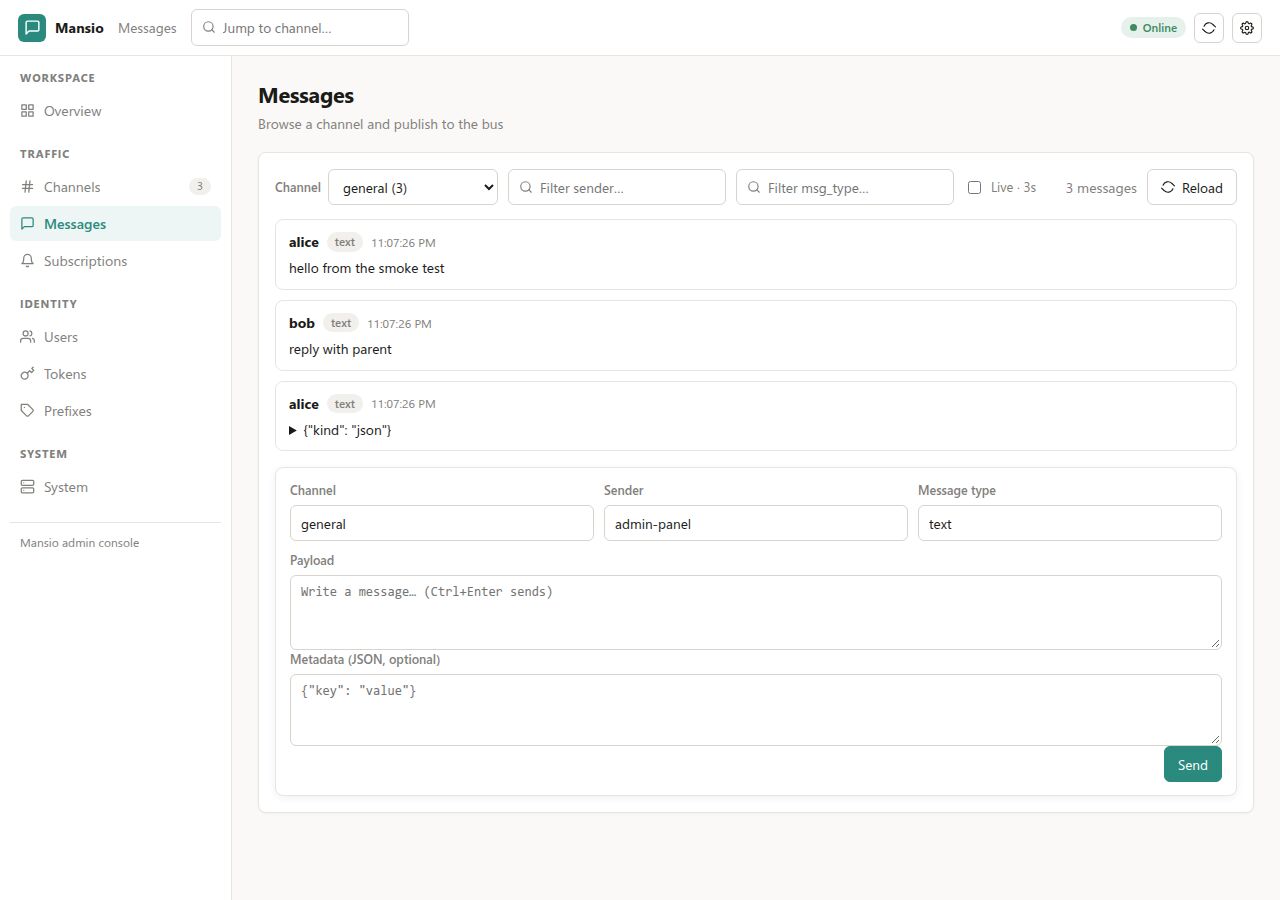 Mansio Messages Jump to channel... Online
WORKSPACE
Overview
TRAFFIC
Channels 3
Messages
Subscriptions
IDENTITY
Users
Tokens
Prefixes
SYSTEM
System
Mansio admin console
Messages
Browse a channel and publish to the bus
Channel general (3) Filter sender... Filter msg_type... Live · 3s 3 messages Reload
alice text 11:07:26 PM
hello from the smoke test
bob text 11:07:26 PM
reply with parent
alice text 11:07:26 PM
{"kind": "json"}
Channel Sender Message type
general admin-panel text
Payload
Write a message… (Ctrl+Enter sends)
Metadata (JSON, optional)
{"key": "value"}
Send